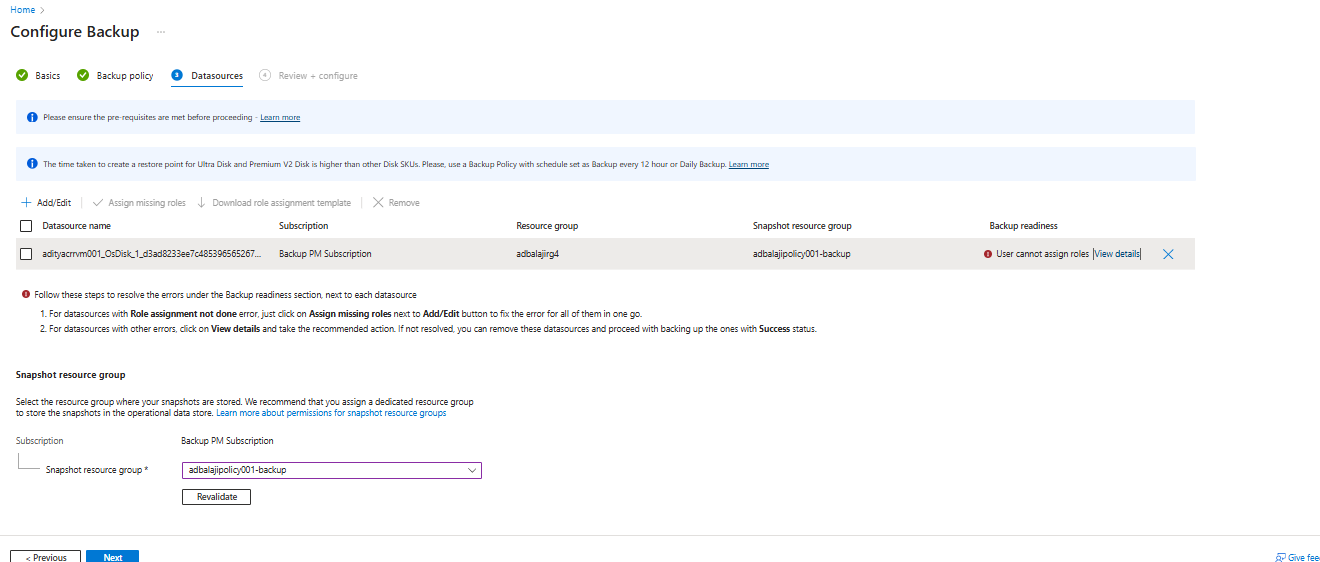 Home >
Configure Backup ...
Basics Backup policy 3 Datasources 4 Review + configure
Please ensure the pre-requisites are met before proceeding - Learn more
The time taken to create a restore point for Ultra Disk and Premium V2 Disk is higher than other Disk SKUs. Please, use a Backup Policy with schedule set as Backup every 12 hour or Daily Backup. Learn more
+ Add/Edit Assign missing roles Download role assignment template Remove
Datasource name Subscription Resource group Snapshot resource group Backup readiness
adityacrrvm001_OsDisk_1_d3ad8233ee7c485396565267... Backup PM Subscription adbalajirg4 adbalajipolicy001-backup User cannot assign roles View details
Follow these steps to resolve the errors under the Backup readiness section, next to each datasource
1. For datasources with Role assignment not done error, just click on Assign missing roles next to Add/Edit button to fix the error for all of them in one go.
2. For datasources with other errors, click on View details and take the recommended action. If not resolved, you can remove these datasources and proceed with backing up the ones with Success status.
Snapshot resource group
Select the resource group where your snapshots are stored. We recommend that you assign a dedicated resource group
to store the snapshots in the operational data store. Learn more about permissions for snapshot resource groups
Subscription Backup PM Subscription
Snapshot resource group * adbalajipolicy001-backup
Revalidate
< Previous Next Give fee